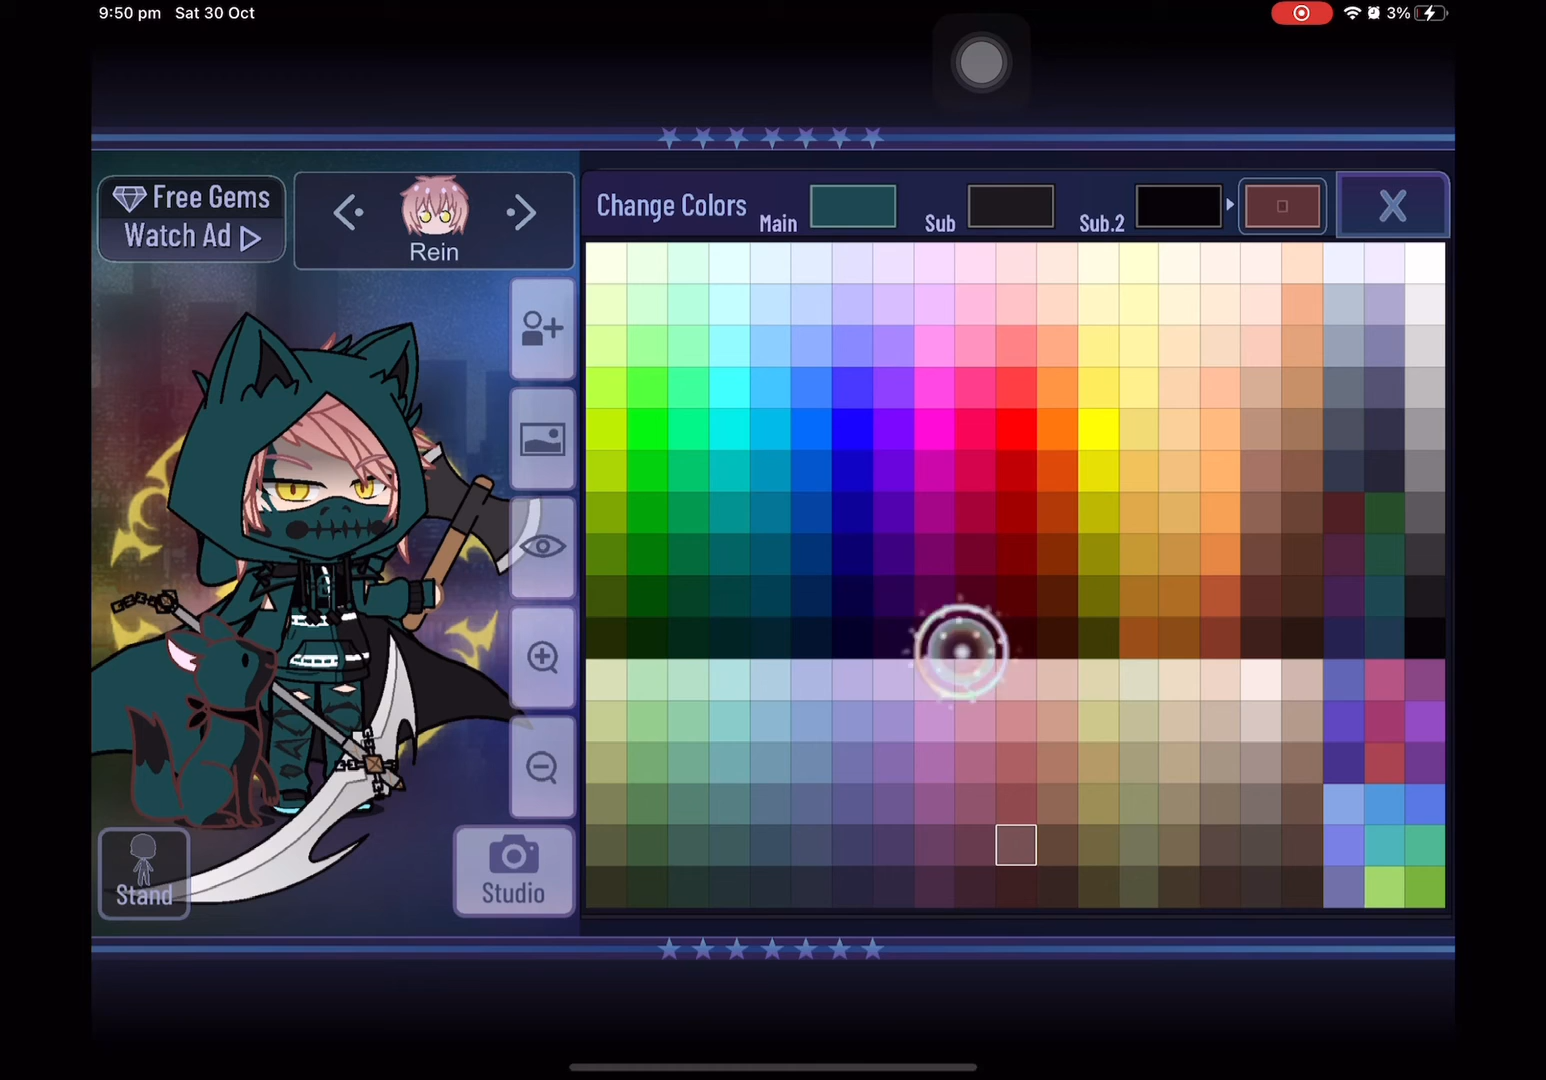 9:50 pm Sat 30 Oct
3%
Free Gems
Watch Ad
Rein
Change Colors Main Sub Sub.2 X
Stand
Studio